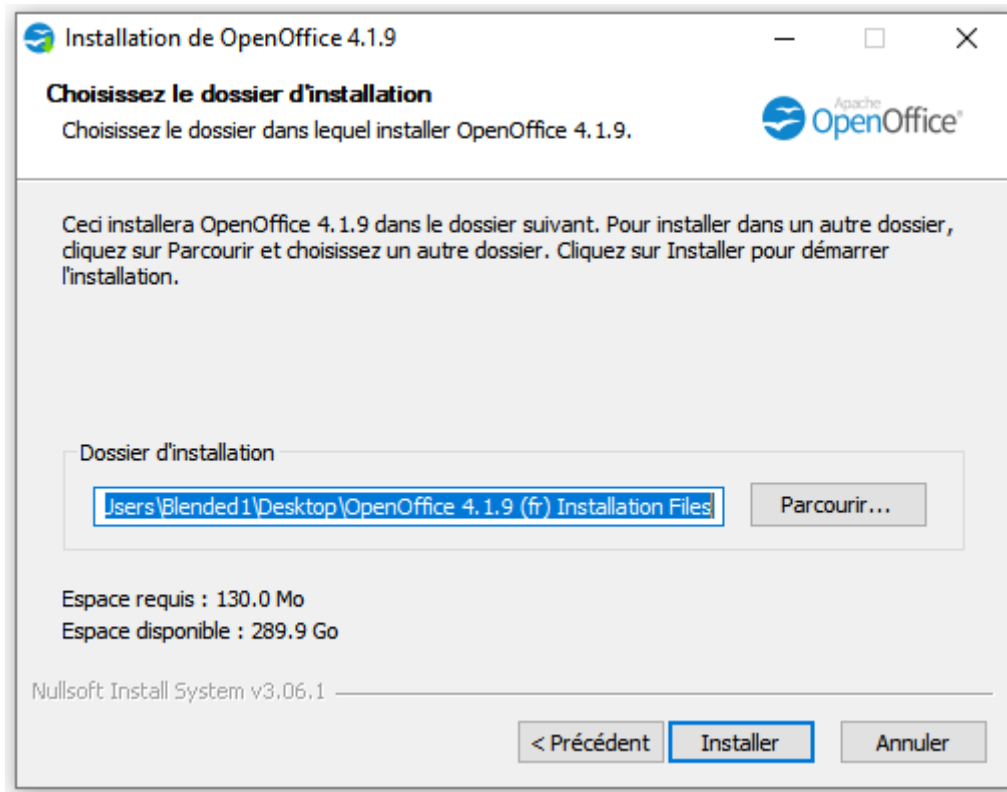 Installation de OpenOffice 4.1.9
Choisissez le dossier d'installation
Choisissez le dossier dans lequel installer OpenOffice 4.1.9.
Apache
OpenOffice®
Ceci installera OpenOffice 4.1.9 dans le dossier suivant. Pour installer dans un autre dossier,
cliquez sur Parcourir et choisissez un autre dossier. Cliquez sur Installer pour démarrer
l'installation.
Dossier d'installation
Users\Blended1\Desktop\OpenOffice 4.1.9 (fr) Installation Files
Parcourir...
Espace requis : 130.0 Mo
Espace disponible : 289.9 Go
Nullsoft Install System v3.06.1
< Précédent
Installer
Annuler